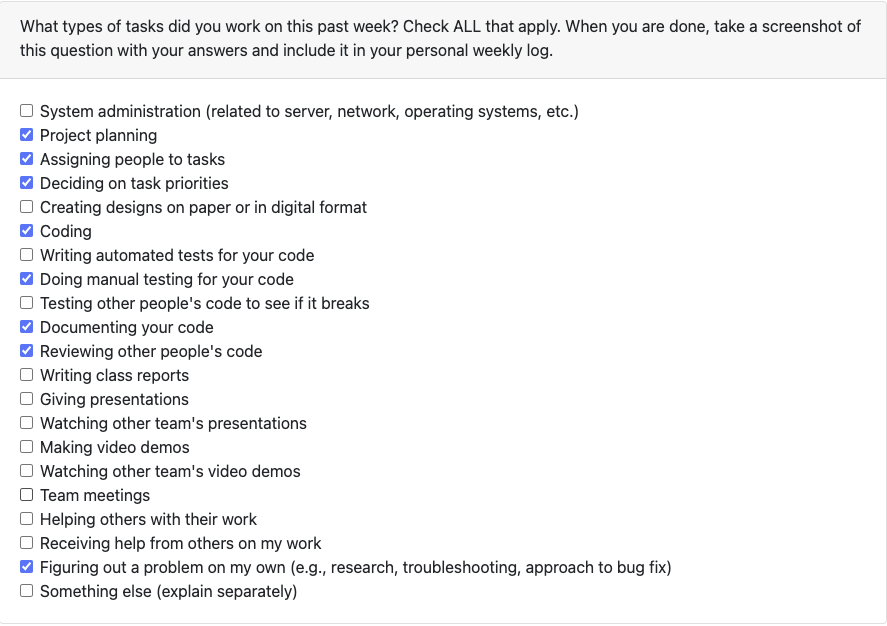 What types of tasks did you work on this past week? Check ALL that apply. When you are done, take a screenshot of
this question with your answers and include it in your personal weekly log.
System administration (related to server, network, operating systems, etc.)
Project planning
Assigning people to tasks
Deciding on task priorities
Creating designs on paper or in digital format
Coding
Writing automated tests for your code
Doing manual testing for your code
Testing other people's code to see if it breaks
Documenting your code
Reviewing other people's code
Writing class reports
Giving presentations
Watching other team's presentations
Making video demos
Watching other team's video demos
Team meetings
Helping others with their work
Receiving help from others on my work
Figuring out a problem on my own (e.g., research, troubleshooting, approach to bug fix)
Something else (explain separately)